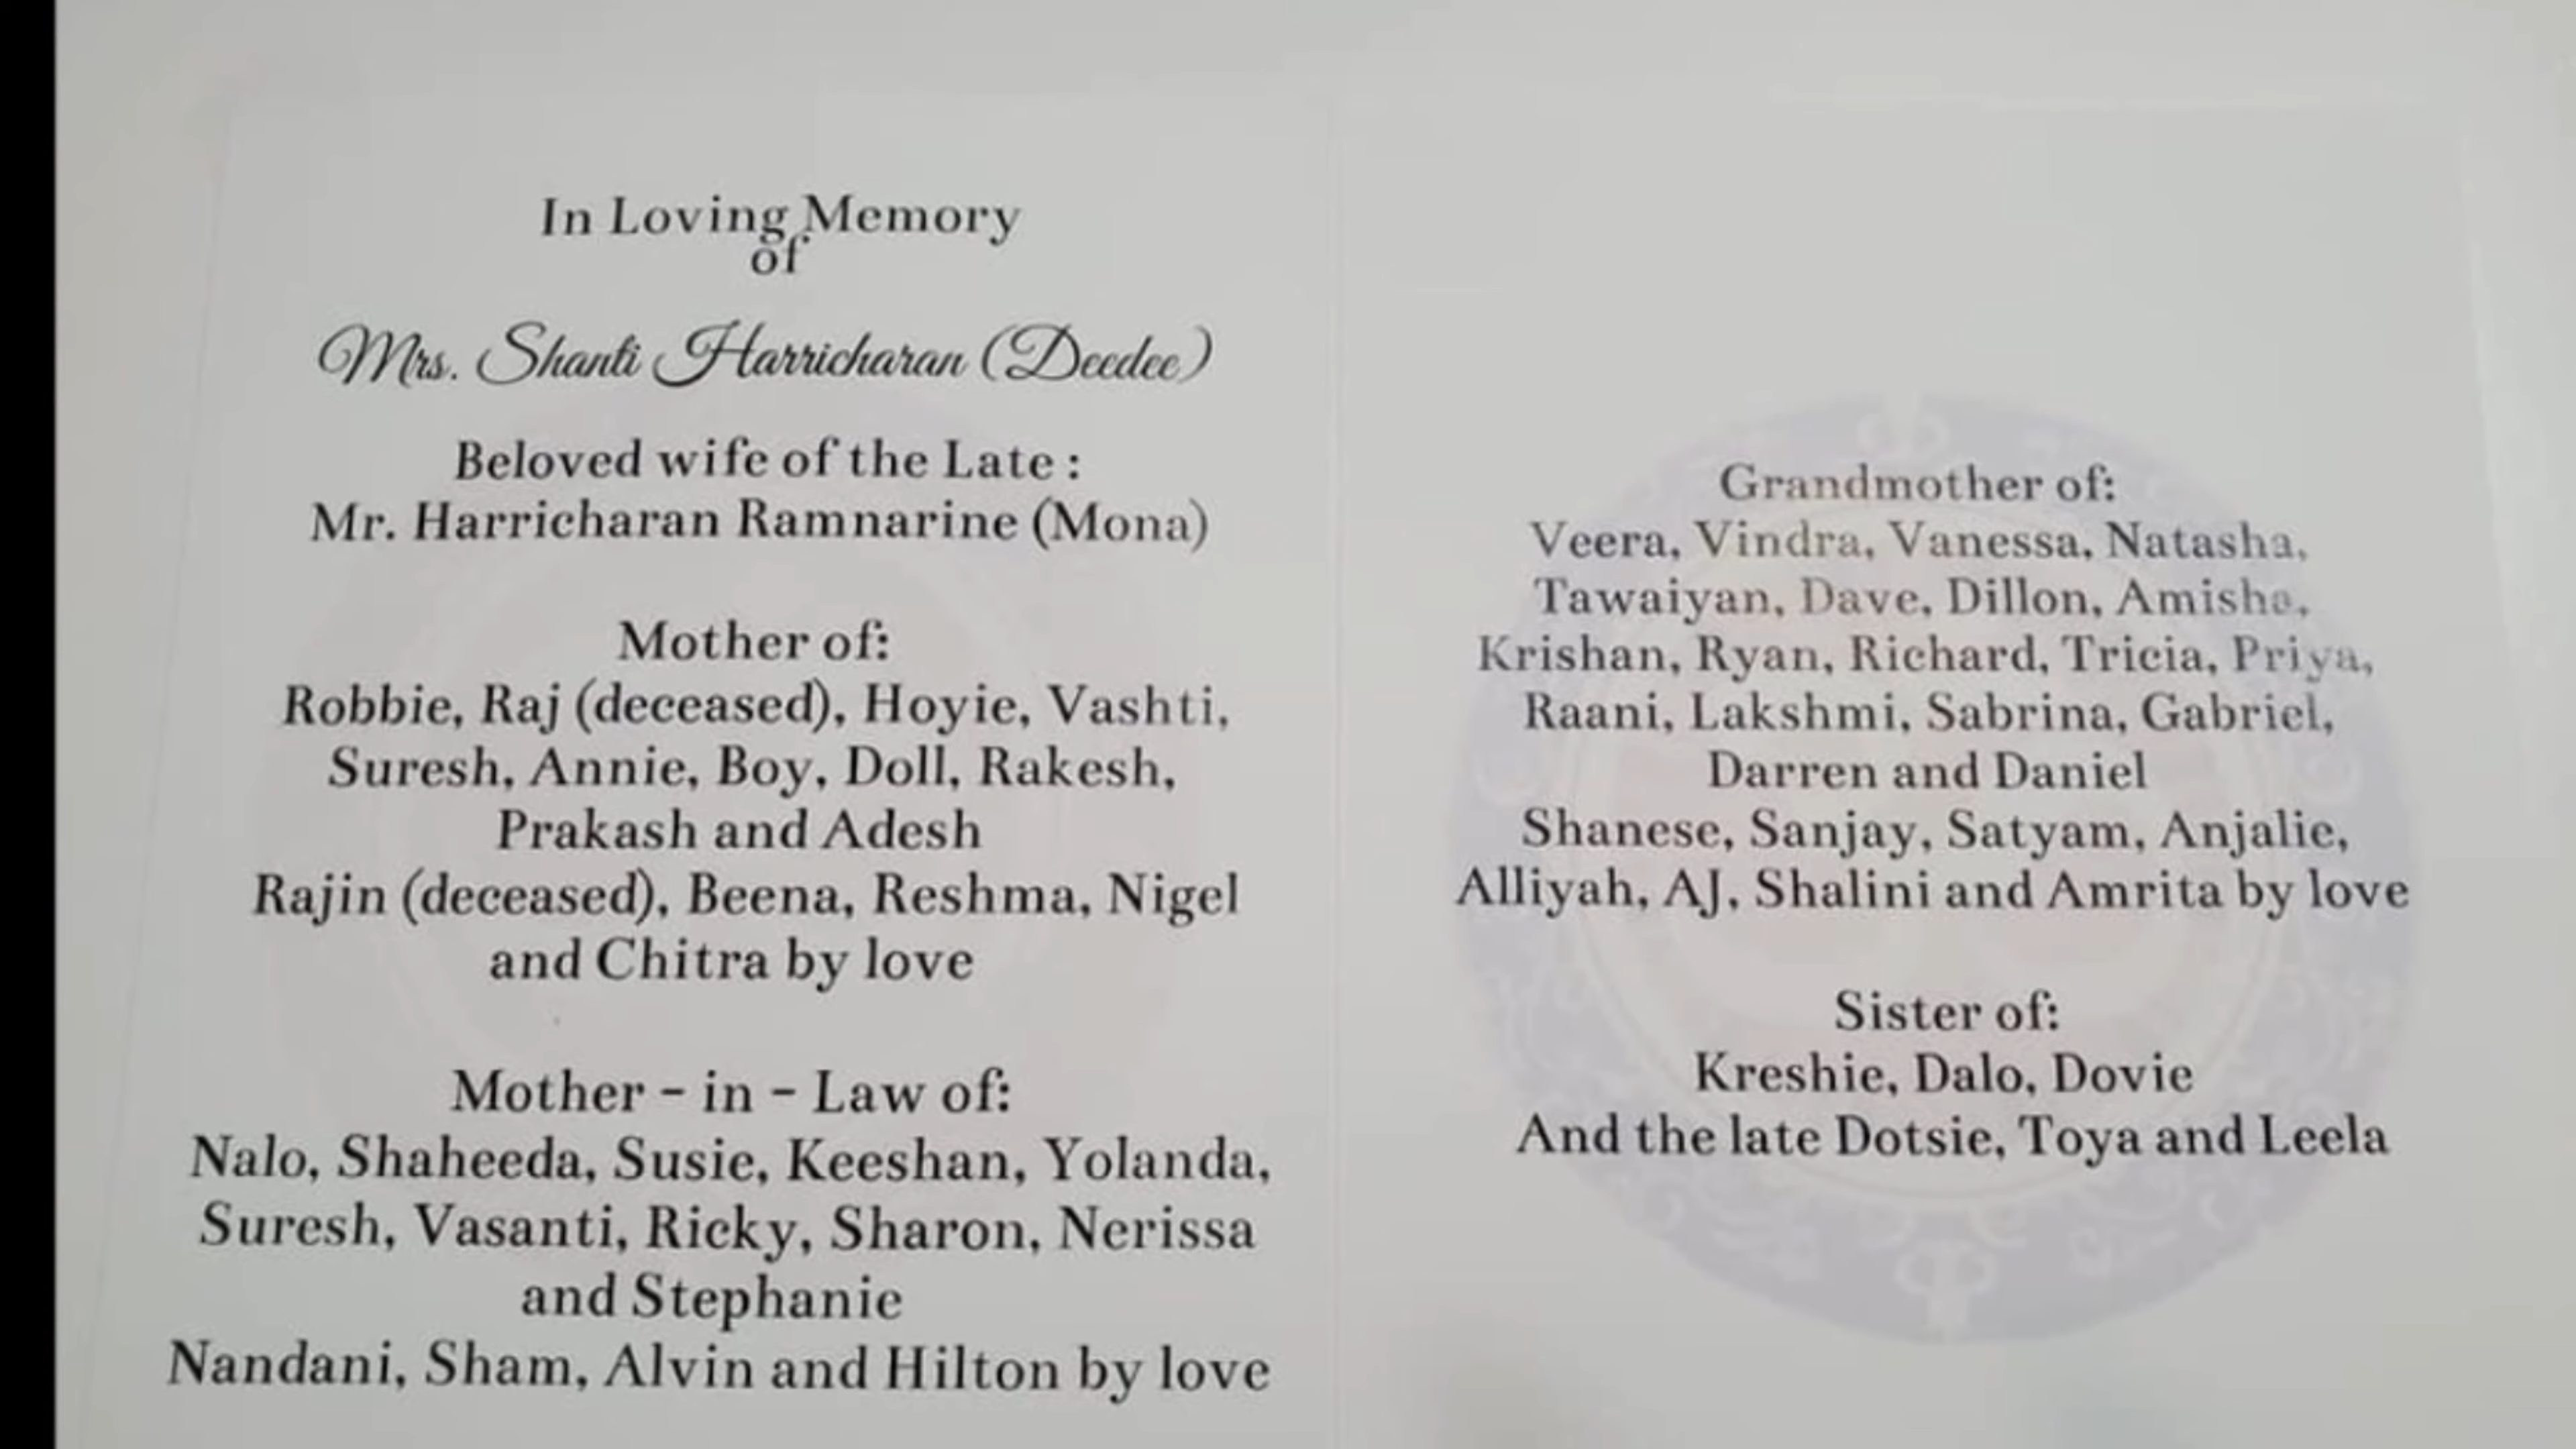 In Loving Memory
of
Mrs. Shanti Harricharan (Deedee)
Beloved wife of the Late :
Mr. Harricharan Ramnarine (Mona)
Mother of:
Robbie, Raj (deceased), Hoyie, Vashti,
Suresh, Annie, Boy, Doll, Rakesh,
Prakash and Adesh
Rajin (deceased), Beena, Reshma, Nigel
and Chitra by love
Mother - in - Law of:
Nalo, Shaheeda, Susie, Keeshan, Yolanda,
Suresh, Vasanti, Ricky, Sharon, Nerissa
and Stephanie
Nandani, Sham, Alvin and Hilton by love
Grandmother of:
Veera, Vindra, Vanessa, Natasha,
Tawaiyan, Dave, Dillon, Amisha,
Krishan, Ryan, Richard, Tricia, Priya,
Raani, Lakshmi, Sabrina, Gabriel,
Darren and Daniel
Shanese, Sanjay, Satyam, Anjalie,
Alliyah, AJ, Shalini and Amrita by love
Sister of:
Kreshie, Dalo, Dovie
And the late Dotsie, Toya and Leela